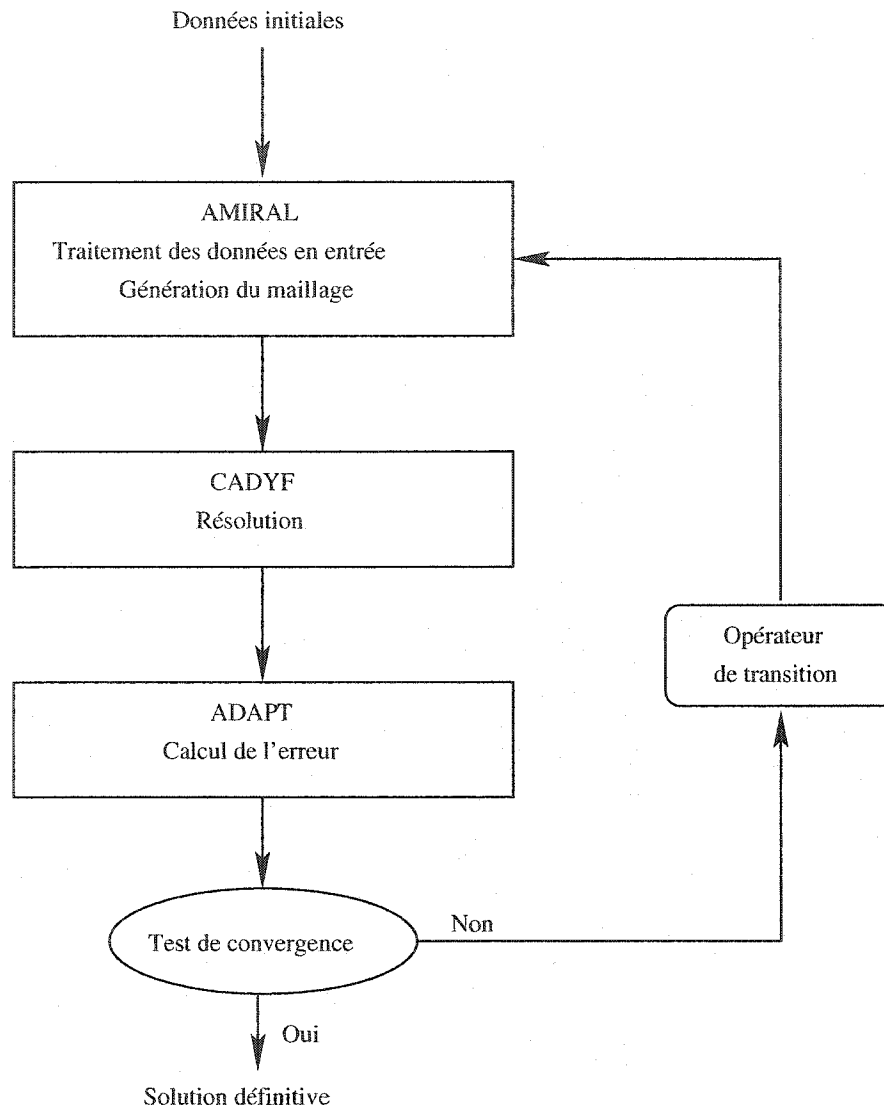 Données initiales
AMIRAL
Traitement des données en entrée
Génération du maillage
CADYF
Résolution
Opérateur
de transition
ADAPT
Calcul de l'erreur
Non
Test de convergence
Oui
Solution définitive